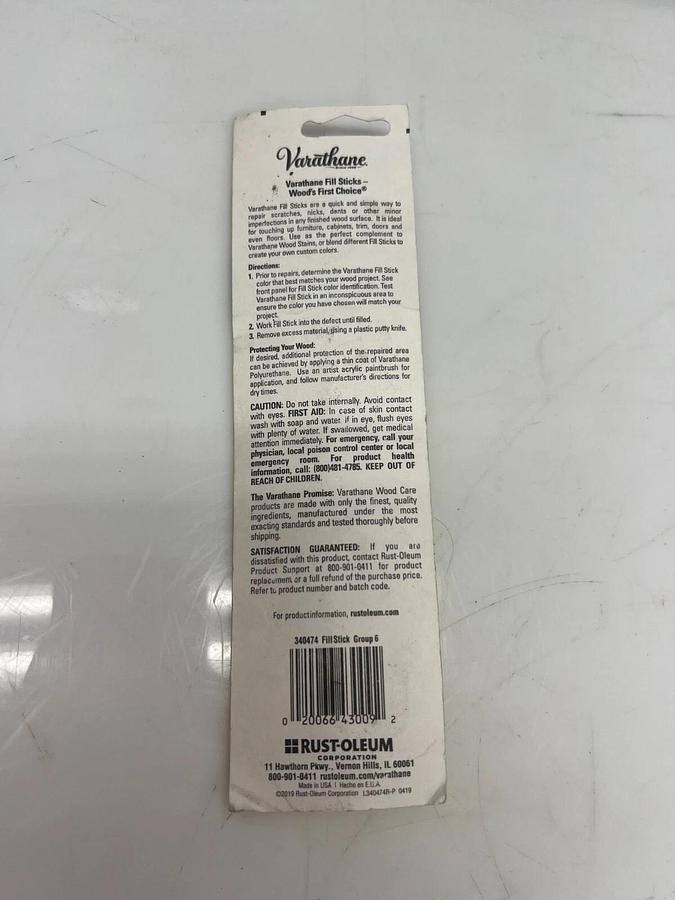 Varathane
Varathane Fill Sticks –
Wood's First Choice®
Varathane Fill Sticks are a quick and simple way to
repair scratches, nicks, dents or other minor
imperfections in any finished wood surface. It is ideal
for touching up furniture, cabinets, trim, doors and
even floors. Use as the perfect complement to
Varathane Wood Stains, or blend different Fill Sticks to
create your own custom colors.
Directions:
1. Prior to repairs, determine the Varathane Fill Stick
color that best matches your wood project. See
front panel for Fill Stick color identification. Test
Varathane Fill Stick in an inconspicuous area to
ensure the color you have chosen will match your
project.
2. Work Fill Stick into the defect until filled.
3. Remove excess material, using a plastic putty knife.
Protecting Your Wood:
If desired, additional protection of the repaired area
can be achieved by applying a thin coat of Varathane
Polyurethane. Use an artist acrylic paintbrush for
application, and follow manufacturer's directions for
dry times.
CAUTION: Do not take internally. Avoid contact
with eyes. FIRST AID: In case of skin contact
wash with soap and water if in eye, flush eyes
with plenty of water. If swallowed, get medical
attention immediately. For emergency, call your
physician, local poison control center or local
emergency room. For product health
information, call: (800)481-4785. KEEP OUT OF
REACH OF CHILDREN.
The Varathane Promise: Varathane Wood Care
products are made with only the finest, quality
ingredients, manufactured under the most
exacting standards and tested thoroughly before
shipping.
SATISFACTION GUARANTEED: If you are
dissatisfied with this product, contact Rust-Oleum
Product Support at 800-901-0411 for product
replacement or a full refund of the purchase price.
Refer to product number and batch code.
For product information, rustoleum.com
340474 Fill Stick Group 6
0 20066 43009 2
RUST-OLEUM
CORPORATION
11 Hawthorn Pkwy., Vernon Hills, IL 60061
800-901-0411 rustoleum.com/varathane
Made in USA | Hecho en E.U.A.
©2019 Rust-Oleum Corporation L340474R-P 0419